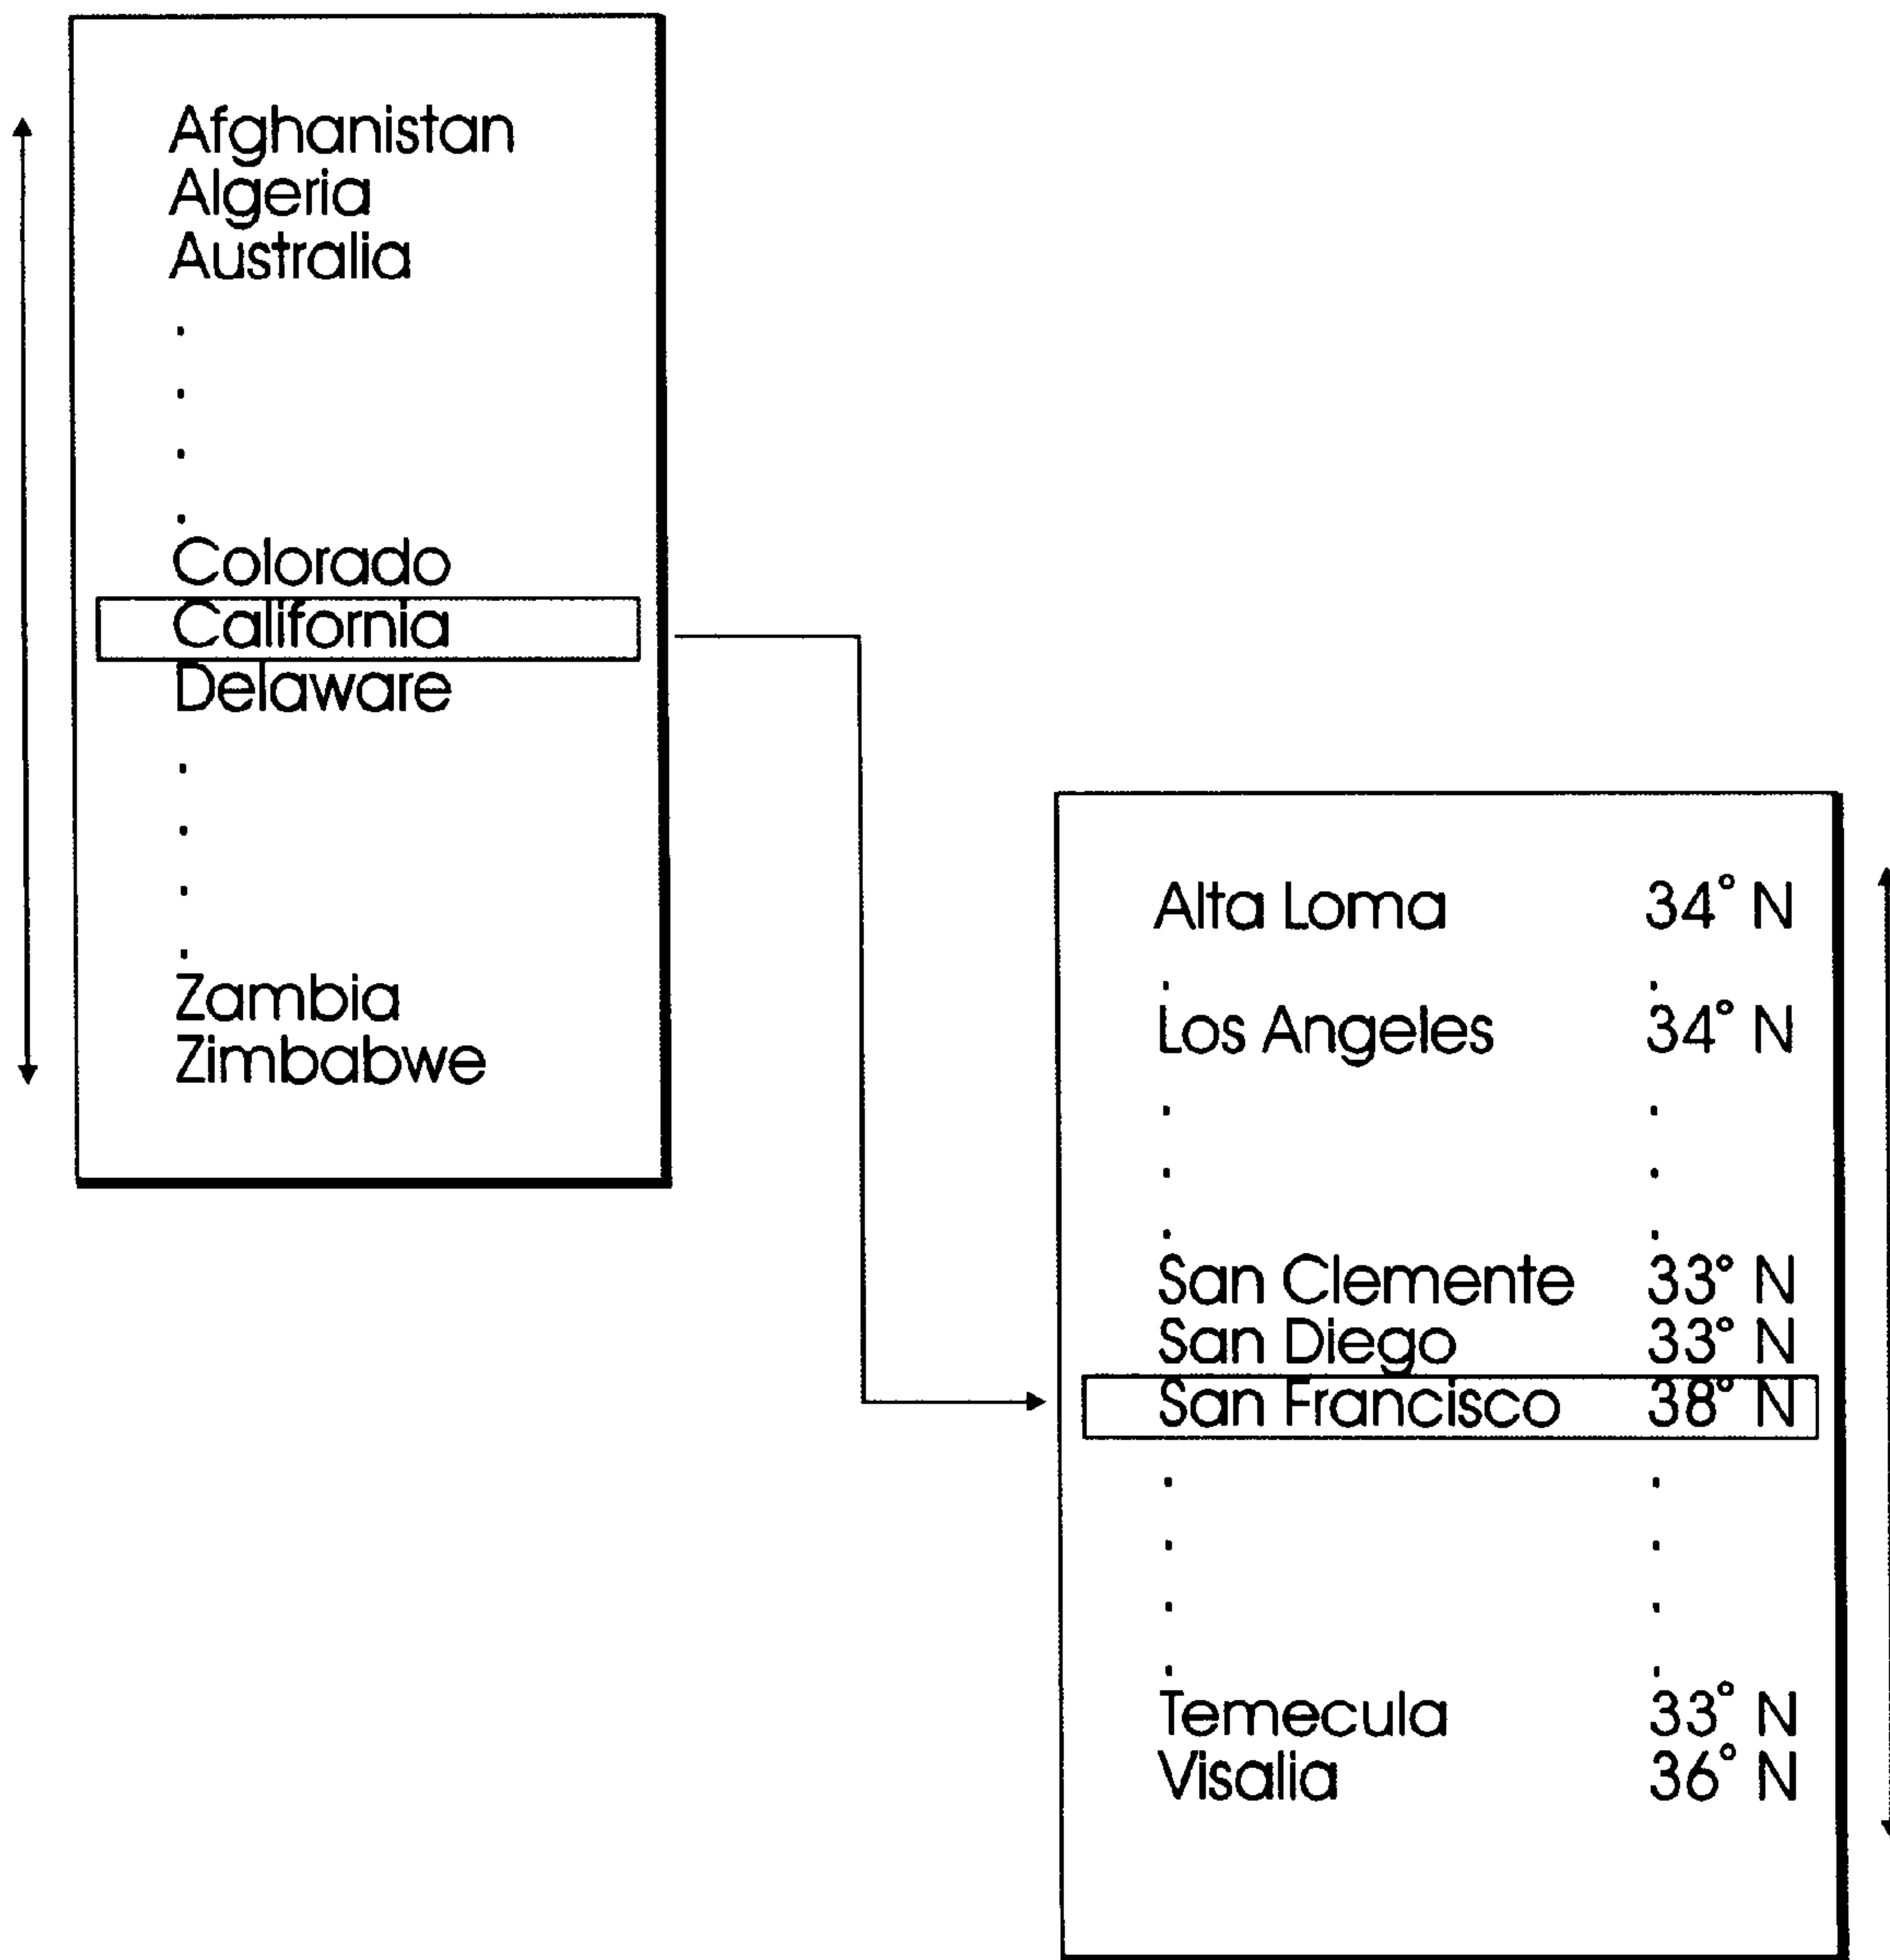 Afghanistan
Algeria
Australia
.
.
.
.
Colorado
California
Delaware
.
.
.
.
Zambia
Zimbabwe
Alta Loma 34° N
. .
Los Angeles 34° N
. .
. .
. .
San Clemente 33° N
San Diego 33° N
San Francisco 38° N
. .
. .
. .
. .
Temecula 33° N
Visalia 36° N